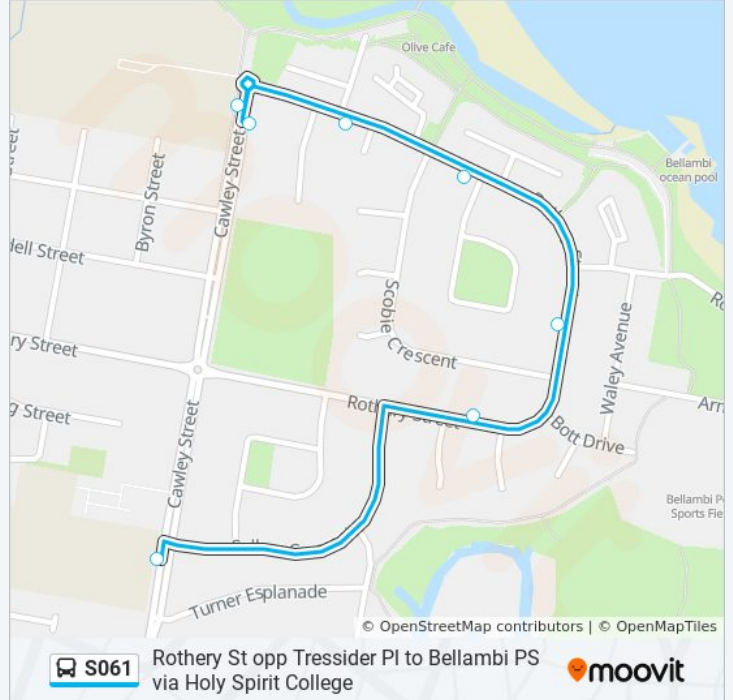 Olive Cafe
Bellambi
ocean pool
Byron Street
Cawley Street
dell Street
Scobie Crescent
Waley Avenue
ry Street
Rothery Street
Cawley Street
g Street
Bott Drive
Bellambi P
Sports Fie
Turner Esplanade
© OpenStreetMap contributors | © OpenMapTiles
S061
Rothery St opp Tressider Pl to Bellambi PS
via Holy Spirit College
moovit